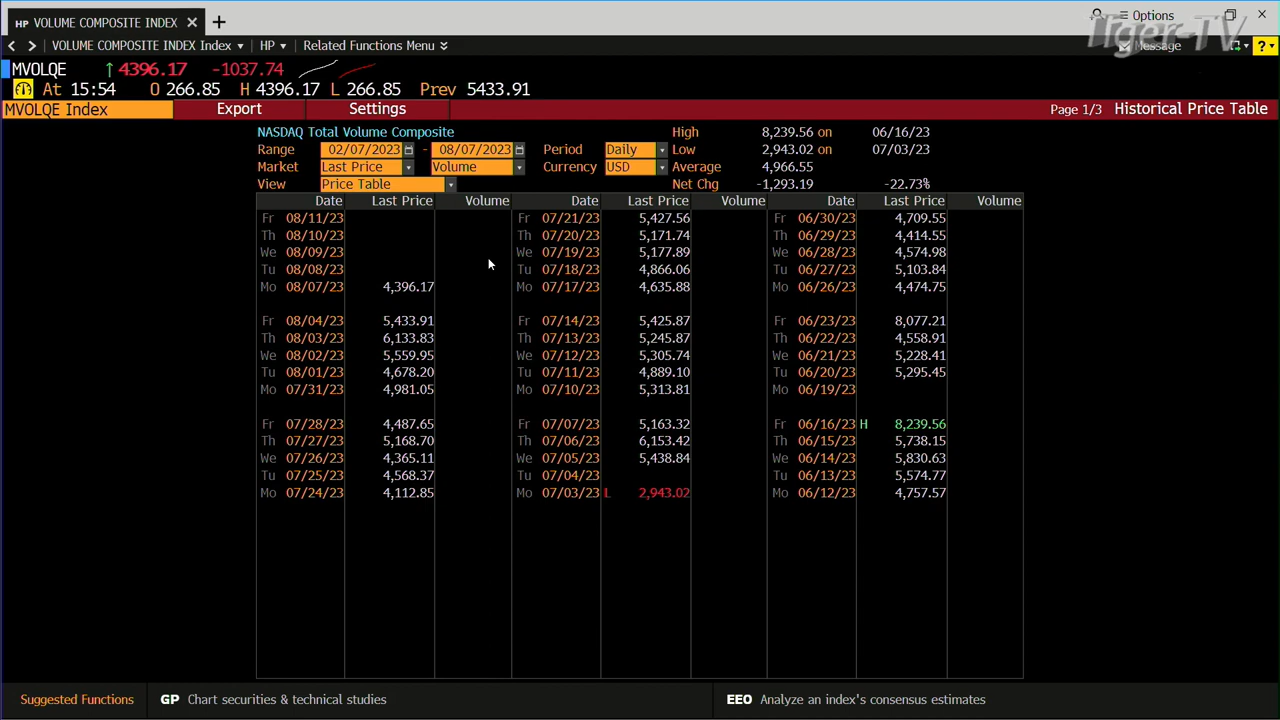 HP VOLUME COMPOSITE INDEX × +
Options
VOLUME COMPOSITE INDEX Index HP Related Functions Menu
Message
Tiger-TV
MVOLQE ↑ 4396.17 -1037.74
At 15:54 O 266.85 H 4396.17 L 266.85 Prev 5433.91
MVOLQE Index Export Settings Page 1/3 Historical Price Table
NASDAQ Total Volume Composite High 8,239.56 on 06/16/23
Range 02/07/2023 - 08/07/2023 Period Daily Low 2,943.02 on 07/03/23
Market Last Price Volume Currency USD Average 4,966.55
View Price Table Net Chg -1,293.19 -22.73%
Date Last Price Volume Date Last Price Volume Date Last Price Volume
Fr 08/11/23 Fr 07/21/23 5,427.56 Fr 06/30/23 4,709.55
Th 08/10/23 Th 07/20/23 5,171.74 Th 06/29/23 4,414.55
We 08/09/23 We 07/19/23 5,177.89 We 06/28/23 4,574.98
Tu 08/08/23 Tu 07/18/23 4,866.06 Tu 06/27/23 5,103.84
Mo 08/07/23 4,396.17 Mo 07/17/23 4,635.88 Mo 06/26/23 4,474.75
Fr 08/04/23 5,433.91 Fr 07/14/23 5,425.87 Fr 06/23/23 8,077.21
Th 08/03/23 6,133.83 Th 07/13/23 5,245.87 Th 06/22/23 4,558.91
We 08/02/23 5,559.95 We 07/12/23 5,305.74 We 06/21/23 5,228.41
Tu 08/01/23 4,678.20 Tu 07/11/23 4,889.10 Tu 06/20/23 5,295.45
Mo 07/31/23 4,981.05 Mo 07/10/23 5,313.81 Mo 06/19/23
Fr 07/28/23 4,487.65 Fr 07/07/23 5,163.32 Fr 06/16/23 H 8,239.56
Th 07/27/23 5,168.70 Th 07/06/23 6,153.42 Th 06/15/23 5,738.15
We 07/26/23 4,365.11 We 07/05/23 5,438.84 We 06/14/23 5,830.63
Tu 07/25/23 4,568.37 Tu 07/04/23 Tu 06/13/23 5,574.77
Mo 07/24/23 4,112.85 Mo 07/03/23 L 2,943.02 Mo 06/12/23 4,757.57
Suggested Functions GP Chart securities & technical studies EEO Analyze an index's consensus estimates